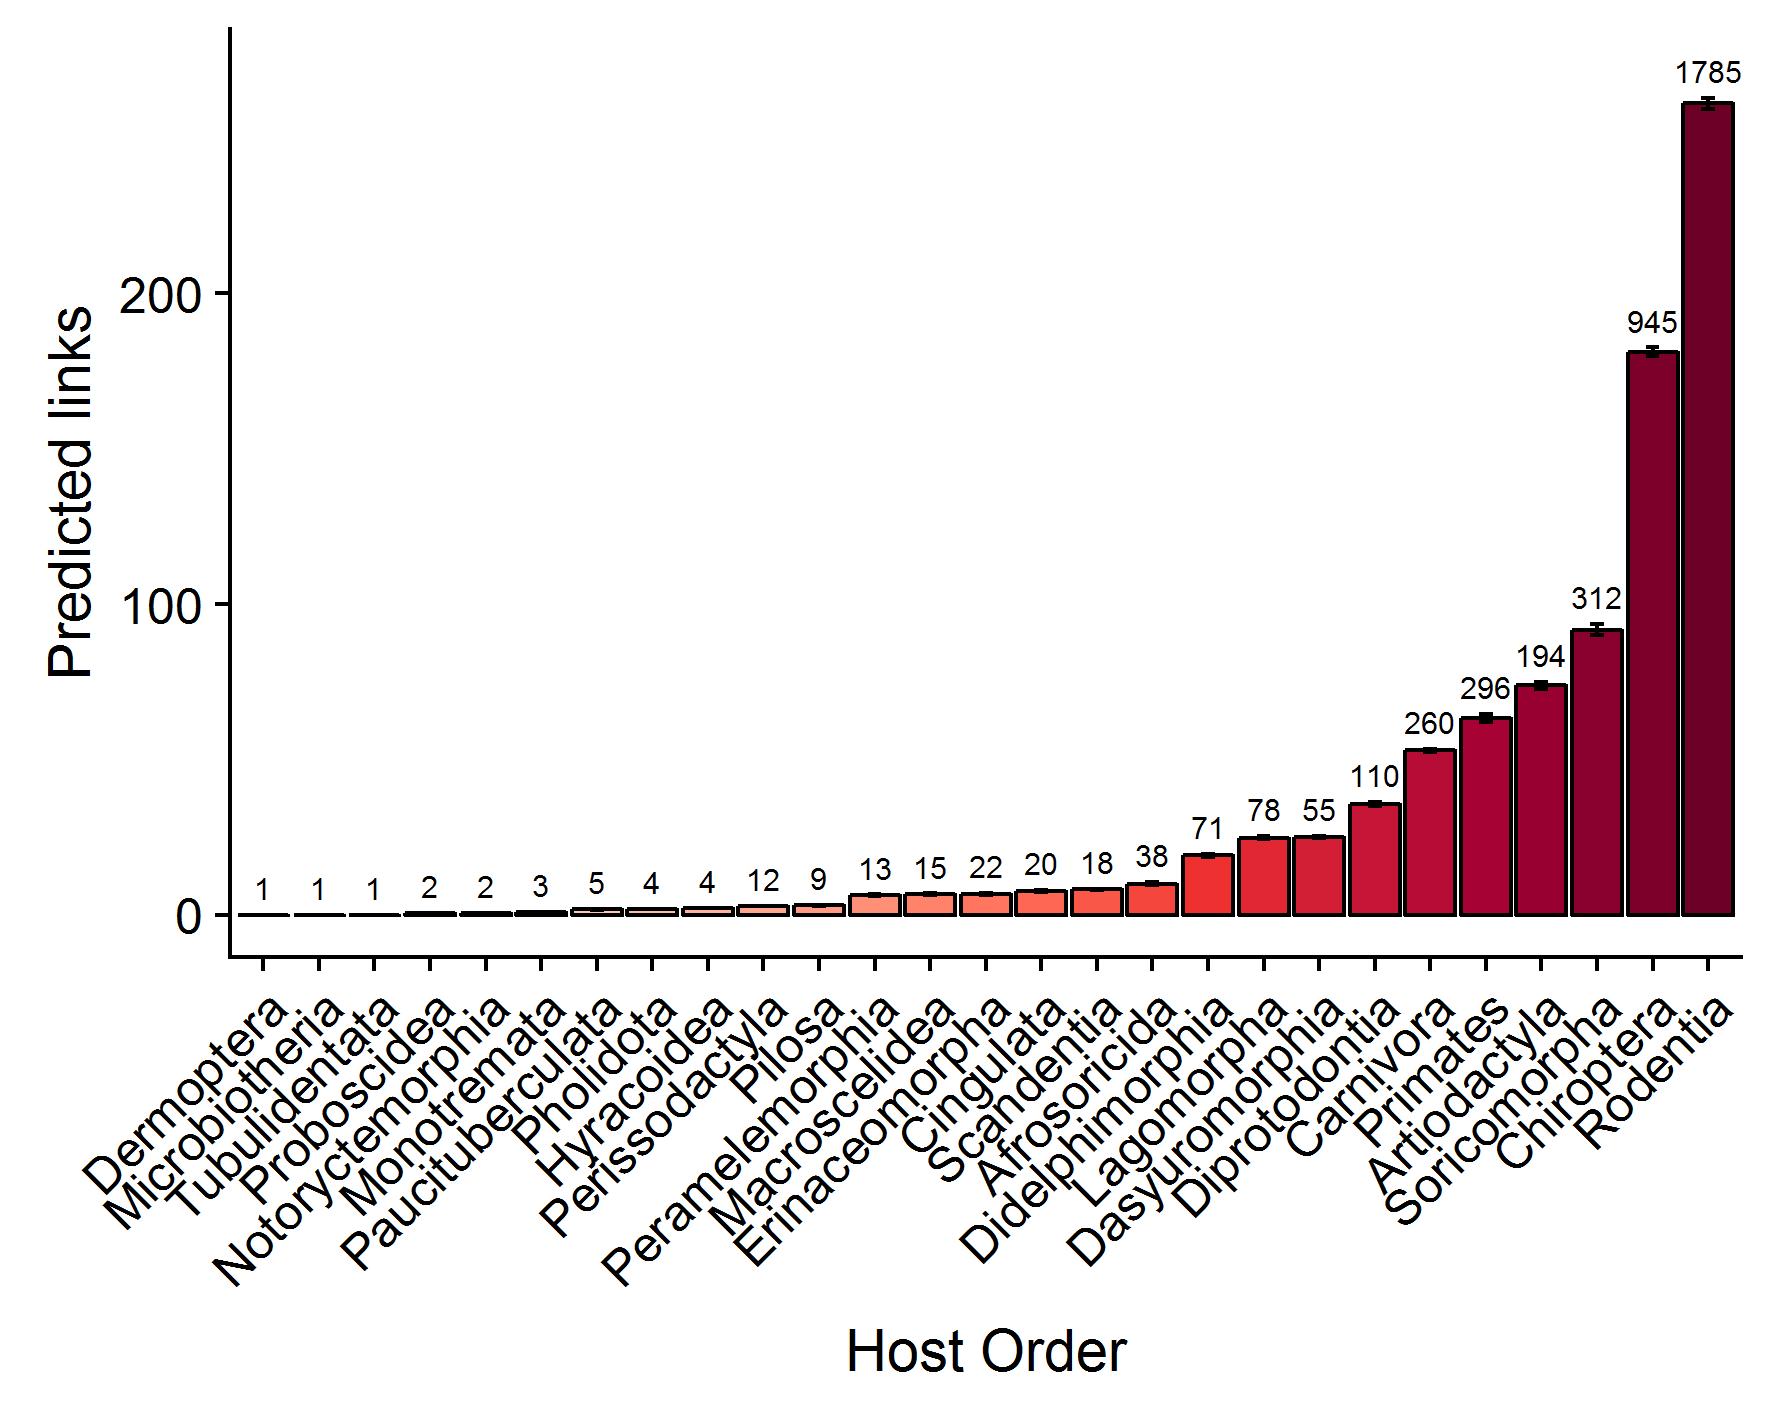 Predicted links
200
100
0
1
1
1
2
2
3
5
4
4
12
9
13
15
22
20
18
38
71
78
55
110
260
296
194
312
945
1785
Dermoptera
Microbiotheria
Tubulidentata
Proboscidea
Notoryctemorphia
Monotremata
Paucituberculata
Pholidota
Hyracoidea
Perissodactyla
Pilosa
Peramelemorphia
Macroscelidea
Erinaceomorpha
Cingulata
Scandentia
Afrosoricida
Didelphimorphia
Lagomorpha
Dasyuromorphia
Diprotodontia
Carnivora
Primates
Artiodactyla
Soricomorpha
Chiroptera
Rodentia
Host Order